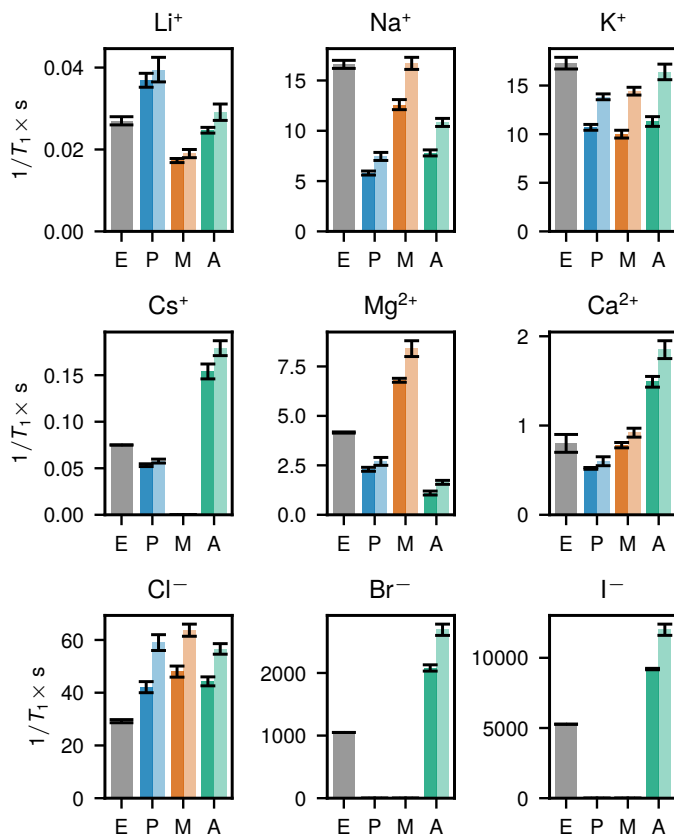 Li⁺
Na⁺
K⁺
1/T₁ × s
0.04
0.02
0.00
E P M A
15
10
5
0
E P M A
15
10
5
0
E P M A
Cs⁺
Mg²⁺
Ca²⁺
1/T₁ × s
0.15
0.10
0.05
0.00
E P M A
7.5
5.0
2.5
0.0
E P M A
2
1
0
E P M A
Cl⁻
Br⁻
I⁻
1/T₁ × s
60
40
20
0
E P M A
2000
1000
0
E P M A
10000
5000
0
E P M A